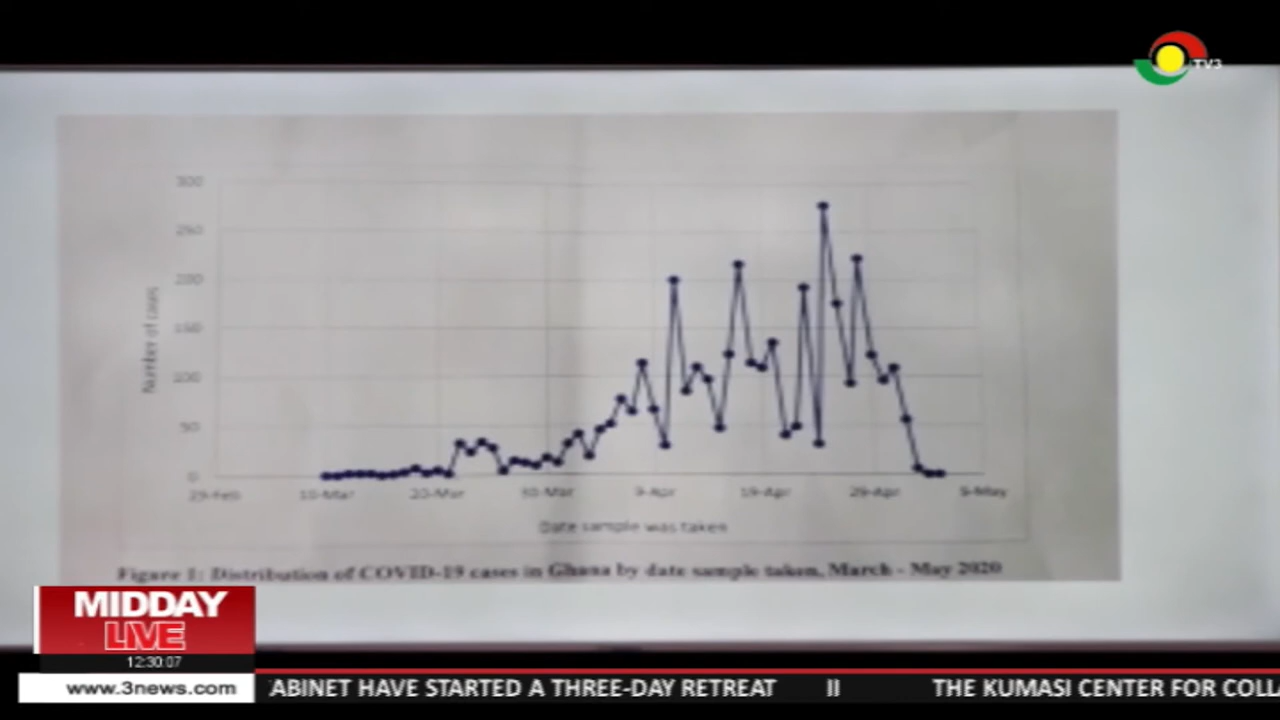 TV3
300
250
200
150
100
50
0
Number of cases
29-Feb 10-Mar 20-Mar 30-Mar 9-Apr 19-Apr 29-Apr 9-May
Date sample was taken
Figure 1: Distribution of COVID-19 cases in Ghana by date sample taken, March - May 2020
MIDDAY
LIVE
12:30:07
www.3news.com
ABINET HAVE STARTED A THREE-DAY RETREAT II THE KUMASI CENTER FOR COLLA